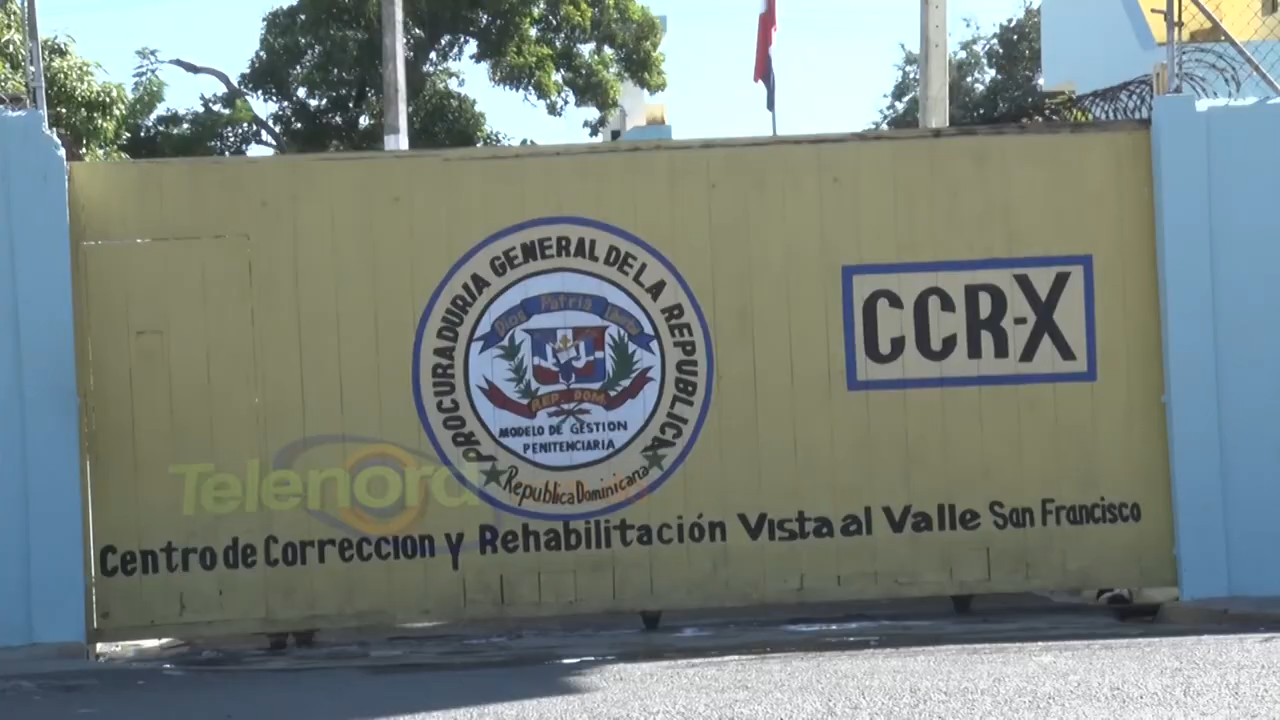 PROCURADURIA GENERAL DE LA REPUBLICA
Dios Patria Libertad
REP. DOM.
MODELO DE GESTION
PENITENCIARIA
Republica Dominicana
CCR-X
Telenord
Centro de Correccion y Rehabilitación Vista al Valle San Francisco